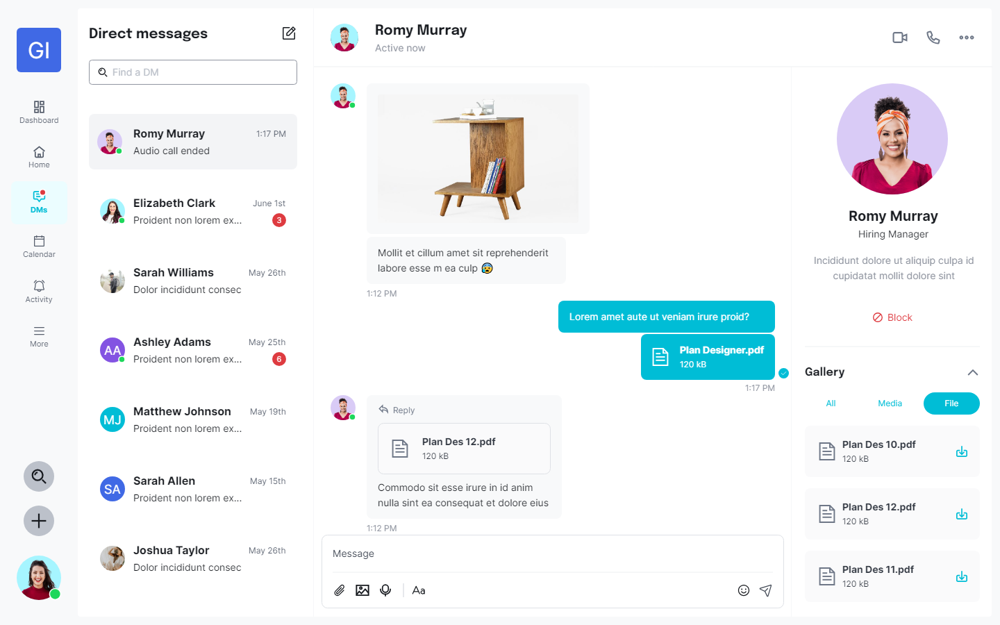 GI
Dashboard
Home
DMs
Calendar
Activity
More
Direct messages
Find a DM
Romy Murray
1:17 PM
Audio call ended
Elizabeth Clark
June 1st
Proident non lorem ex...
3
Sarah Williams
May 26th
Dolor incididunt consec
AA
Ashley Adams
May 25th
Proident non lorem ex...
6
MJ
Matthew Johnson
May 19th
Proident non lorem ex...
SA
Sarah Allen
May 15th
Proident non lorem ex...
Joshua Taylor
May 26th
Dolor incididunt consec
Romy Murray
Active now
Mollit et cillum amet sit reprehenderit
labore esse m ea culp 😰
1:12 PM
Lorem amet aute ut veniam irure proid?
Plan Designer.pdf
120 kB
1:17 PM
Reply
Plan Des 12.pdf
120 kB
Commodo sit esse irure in id anim
nulla sint ea consequat et dolore eius
1:12 PM
Message
Aa
Romy Murray
Hiring Manager
Incididunt dolore ut aliquip culpa id
cupidatat mollit dolore sint
Block
Gallery
All
Media
File
Plan Des 10.pdf
120 kB
Plan Des 12.pdf
120 kB
Plan Des 11.pdf
120 kB